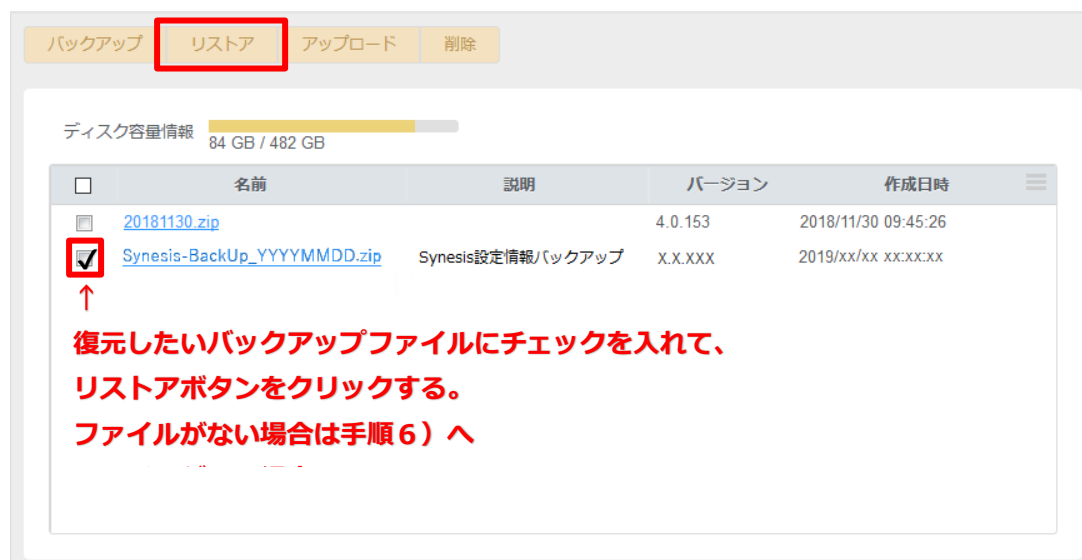 バックアップ リストア アップロード 削除
ディスク容量情報 84 GB / 482 GB
名前 説明 バージョン 作成日時
20181130.zip 4.0.153 2018/11/30 09:45:26
Synesis-BackUp_YYYYMMDD.zip Synesis設定情報バックアップ X.X.XXX 2019/xx/xx xx:xx:xx
↑
復元したいバックアップファイルにチェックを入れて、
リストアボタンをクリックする。
ファイルがない場合は手順６）へ